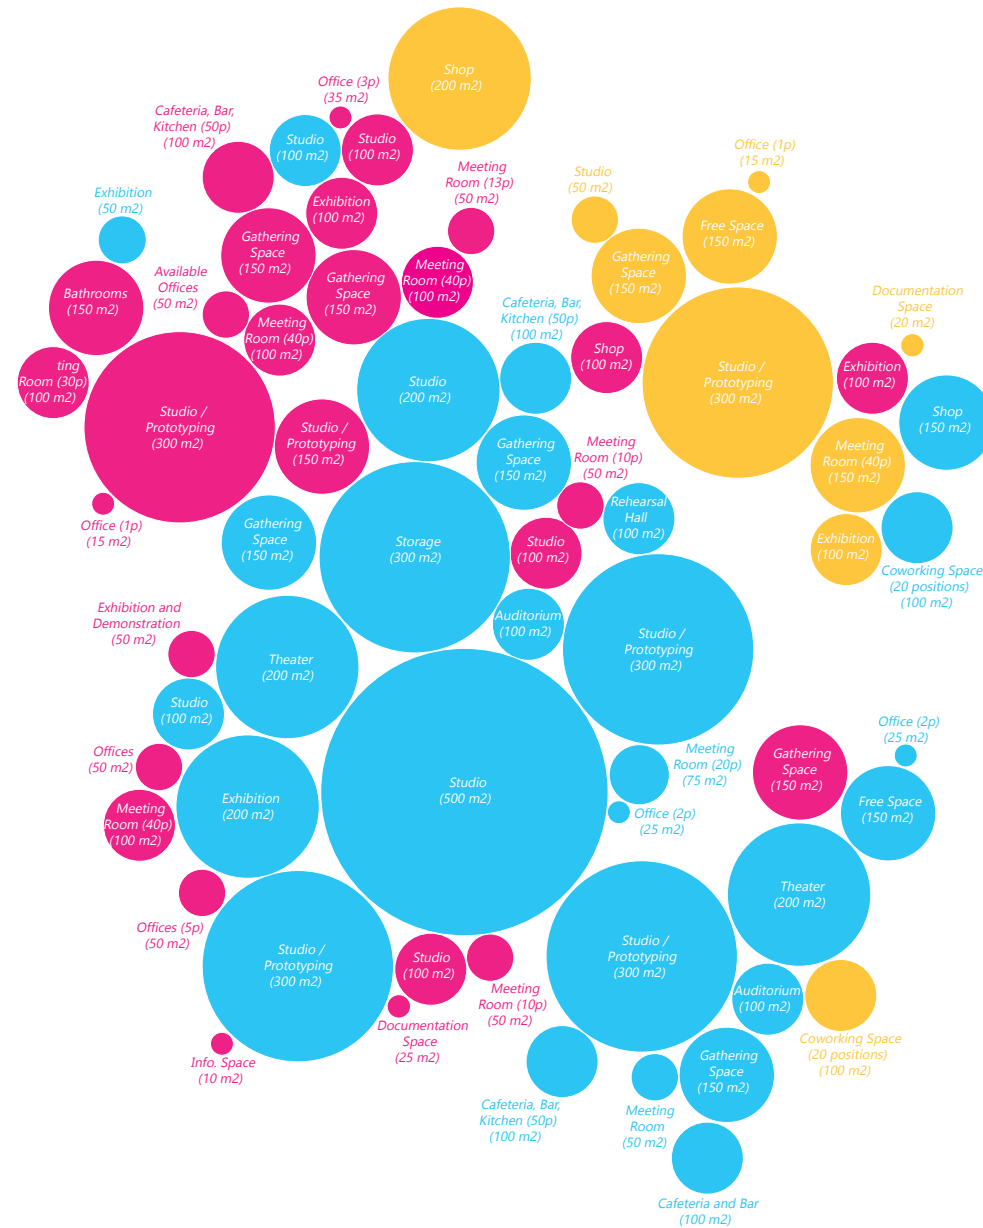 Shop
(200 m2)
Office (3p)
(35 m2)
Cafeteria, Bar,
Kitchen (50p)
(100 m2)
Studio
(100 m2)
Studio
(100 m2)
Meeting
Room (13p)
(50 m2)
Exhibition
(50 m2)
Exhibition
(100 m2)
Gathering
Space
(150 m2)
Available
Offices
(50 m2)
Gathering
Space
(150 m2)
Meeting
Room (40p)
(100 m2)
Bathrooms
(150 m2)
Meeting
Room (40p)
(100 m2)
ting
Room (30p)
(100 m2)
Studio /
Prototyping
(300 m2)
Studio /
Prototyping
(150 m2)
Studio
(200 m2)
Cafeteria, Bar,
Kitchen (50p)
(100 m2)
Office (1p)
(15 m2)
Studio
(50 m2)
Free Space
(150 m2)
Gathering
Space
(150 m2)
Documentation
Space
(20 m2)
Shop
(100 m2)
Studio /
Prototyping
(300 m2)
Exhibition
(100 m2)
Shop
(150 m2)
Meeting
Room (40p)
(150 m2)
Exhibition
(100 m2)
Coworking Space
(20 positions)
(100 m2)
Gathering
Space
(150 m2)
Meeting
Room (10p)
(50 m2)
Rehearsal
Hall
(100 m2)
Studio
(100 m2)
Office (1p)
(15 m2)
Gathering
Space
(150 m2)
Storage
(300 m2)
Auditorium
(100 m2)
Studio /
Prototyping
(300 m2)
Exhibition and
Demonstration
(50 m2)
Theater
(200 m2)
Studio
(100 m2)
Offices
(50 m2)
Meeting
Room (40p)
(100 m2)
Exhibition
(200 m2)
Studio
(500 m2)
Meeting
Room (20p)
(75 m2)
Office (2p)
(25 m2)
Gathering
Space
(150 m2)
Office (2p)
(25 m2)
Free Space
(150 m2)
Theater
(200 m2)
Offices (5p)
(50 m2)
Studio /
Prototyping
(300 m2)
Studio
(100 m2)
Meeting
Room (10p)
(50 m2)
Documentation
Space
(25 m2)
Info. Space
(10 m2)
Studio /
Prototyping
(300 m2)
Auditorium
(100 m2)
Coworking Space
(20 positions)
(100 m2)
Gathering
Space
(150 m2)
Cafeteria, Bar,
Kitchen (50p)
(100 m2)
Meeting
Room
(50 m2)
Cafeteria and Bar
(100 m2)